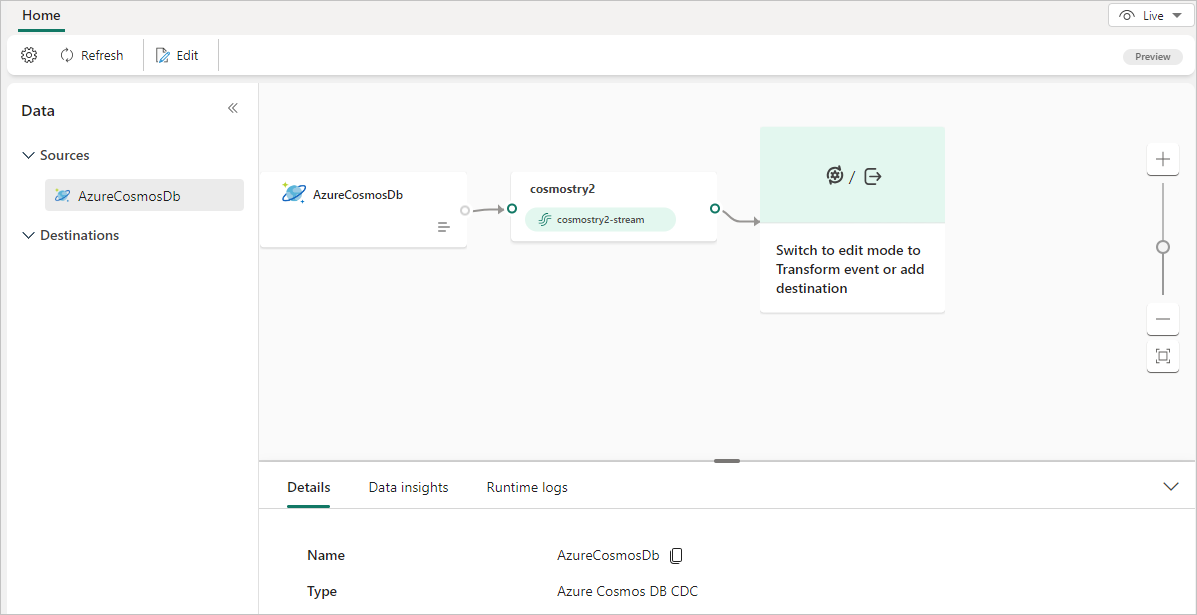 Home
Live
Refresh
Edit
Preview
Data
Sources
AzureCosmosDb
Destinations
AzureCosmosDb
cosmostry2
cosmostry2-stream
/
Switch to edit mode to
Transform event or add
destination
Details
Data insights
Runtime logs
Name
AzureCosmosDb
Type
Azure Cosmos DB CDC